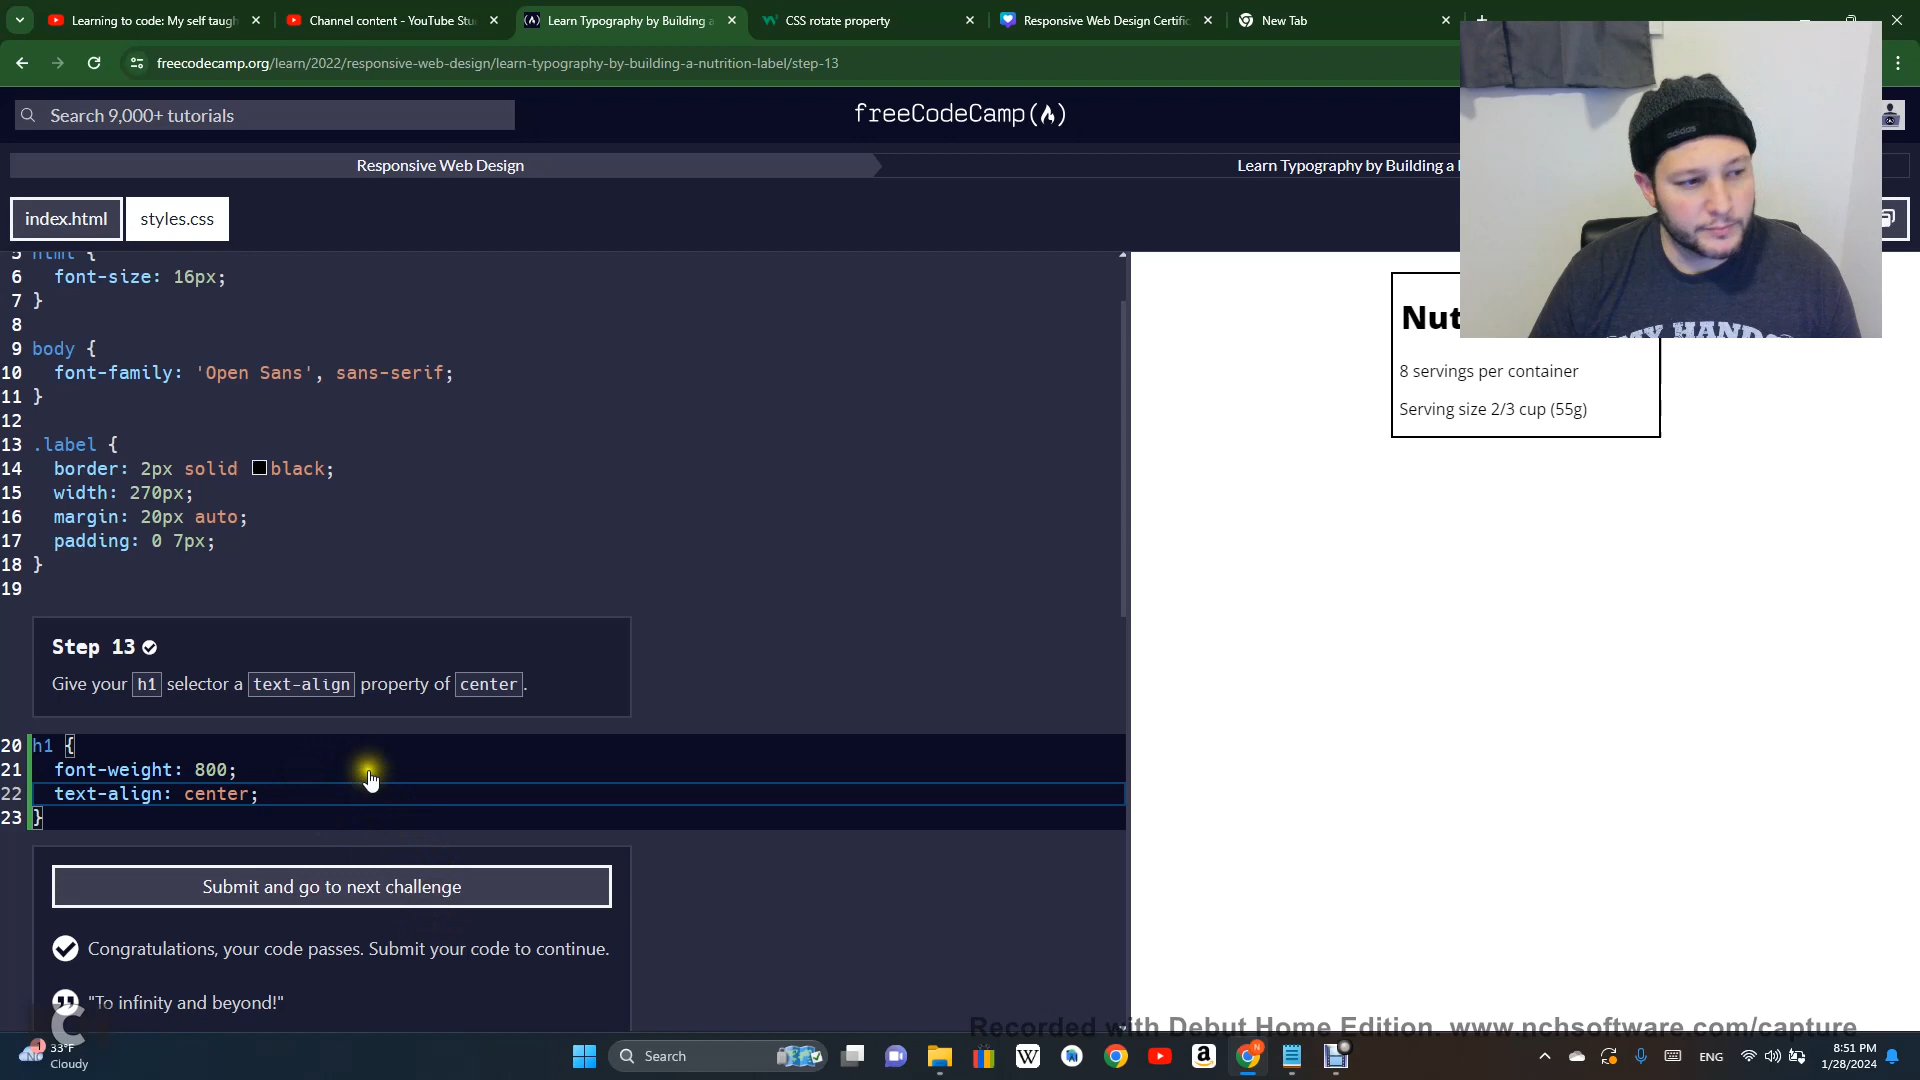 Learning to code: My self taugh
Channel content - YouTube Stu
Learn Typography by Building a
CSS rotate property
Responsive Web Design Certific
New Tab
freecodecamp.org/learn/2022/responsive-web-design/learn-typography-by-building-a-nutrition-label/step-13
Search 9,000+ tutorials
freeCodeCamp(
)
Responsive Web Design
Learn Typography by Building a
index.html
styles.css
5 html {
6 font-size: 16px;
7 }
8
9 body {
10 font-family: 'Open Sans', sans-serif;
11 }
12
13 .label {
14 border: 2px solid black;
15 width: 270px;
16 margin: 20px auto;
17 padding: 0 7px;
18 }
19
Step 13
Give your h1 selector a text-align property of center.
20 h1 {
21 font-weight: 800;
22 text-align: center;
23 }
Submit and go to next challenge
Congratulations, your code passes. Submit your code to continue.
"To infinity and beyond!"
Nut
8 servings per container
Serving size 2/3 cup (55g)
adidas
MY HANDS
Recorded with Debut Home Edition. www.nchsoftware.com/capture
33°F
Cloudy
Search
ENG
8:51 PM
1/28/2024